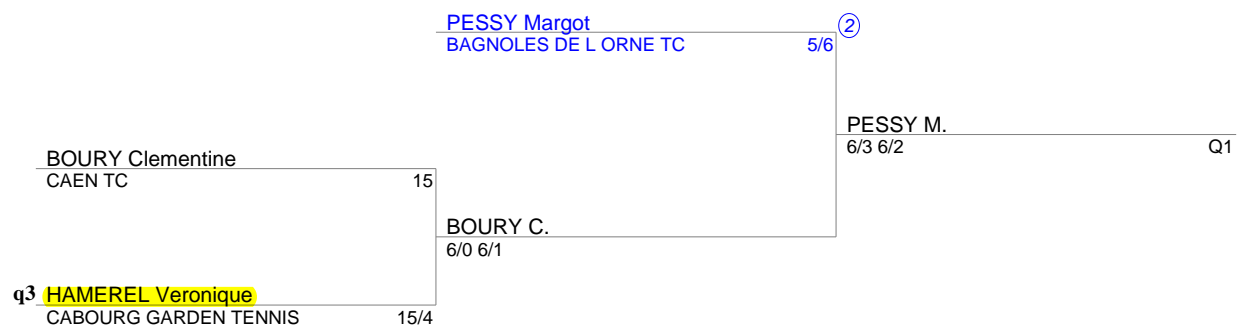 PESSY Margot 2
BAGNOLES DE L ORNE TC 5/6
PESSY M.
6/3 6/2 Q1
BOURY Clementine
CAEN TC 15
BOURY C.
6/0 6/1
q3 HAMEREL Veronique
CABOURG GARDEN TENNIS 15/4